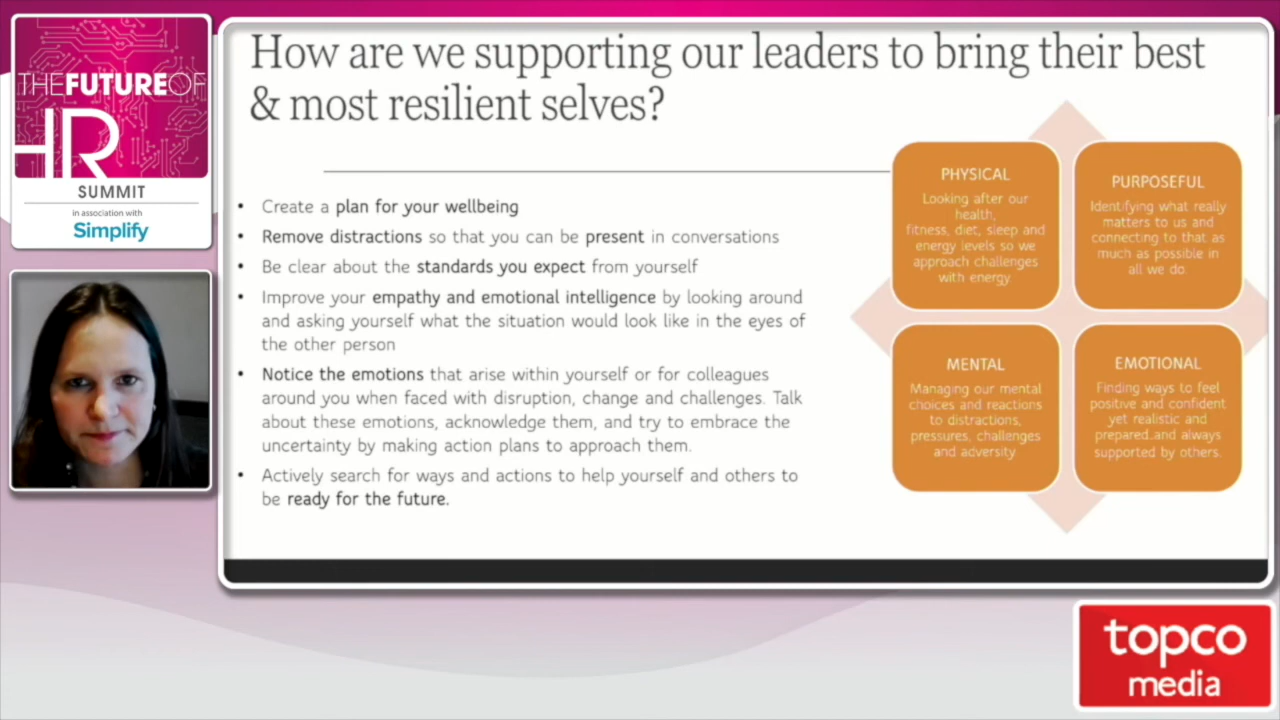 THEFUTUREOF
HR
SUMMIT
in association with
Simplify
How are we supporting our leaders to bring their best
& most resilient selves?
• Create a plan for your wellbeing
• Remove distractions so that you can be present in conversations
• Be clear about the standards you expect from yourself
• Improve your empathy and emotional intelligence by looking around
and asking yourself what the situation would look like in the eyes of
the other person
• Notice the emotions that arise within yourself or for colleagues
around you when faced with disruption, change and challenges. Talk
about these emotions, acknowledge them, and try to embrace the
uncertainty by making action plans to approach them.
• Actively search for ways and actions to help yourself and others to
be ready for the future.
PHYSICAL
Looking after our
health,
fitness, diet, sleep and
energy levels so we
approach challenges
with energy.
PURPOSEFUL
Identifying what really
matters to us and
connecting to that as
much as possible in
all we do.
MENTAL
Managing our mental
choices and reactions
to distractions,
pressures, challenges
and adversity
EMOTIONAL
Finding ways to feel
positive and confident
yet realistic and
prepared..and always
supported by others.
topco
media